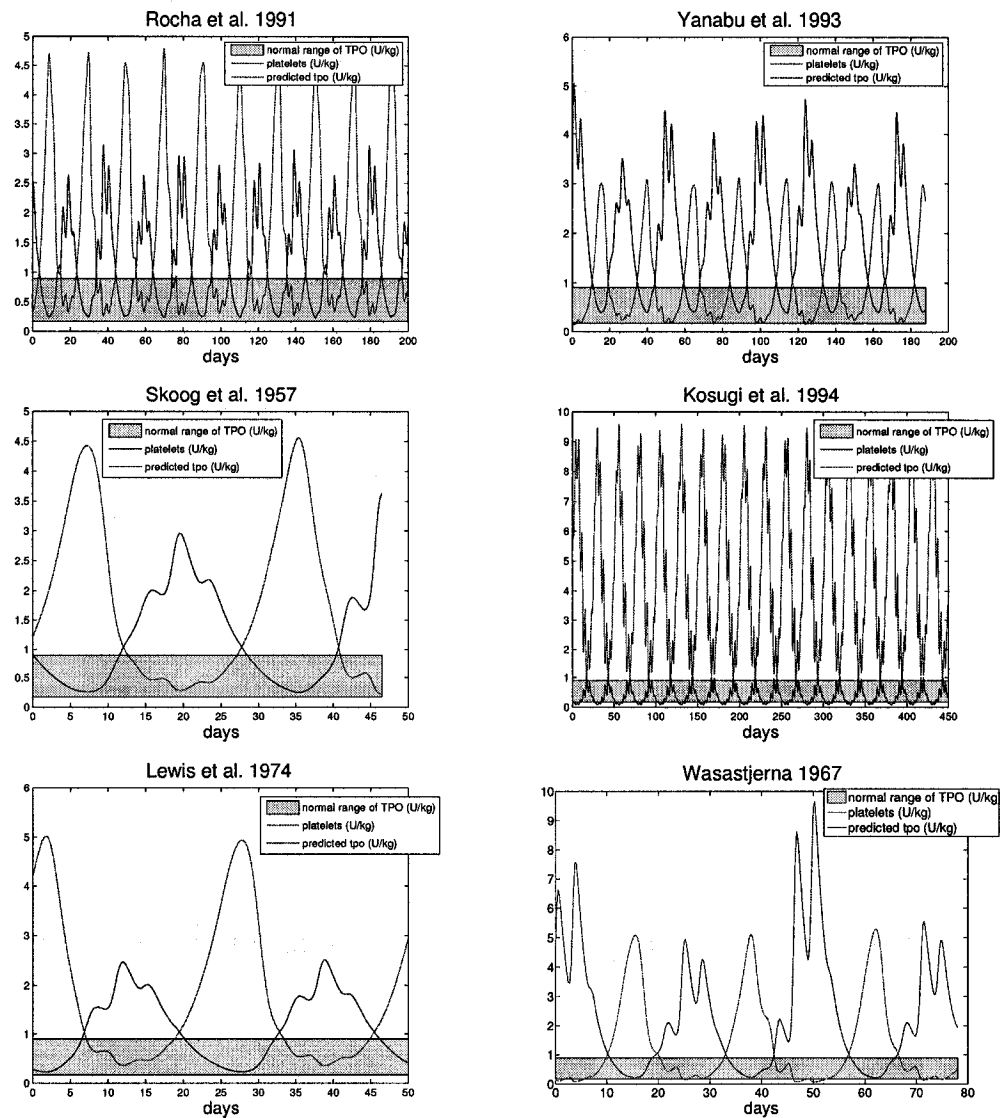 Rocha et al. 1991
5
4.5
4
3.5
3
2.5
2
1.5
1
0.5
0
normal range of TPO (U/kg)
platelets (U/kg)
predicted tpo (U/kg)
0 20 40 60 80 100 120 140 160 180 200
days
Yanabu et al. 1993
6
5
4
3
2
1
0
normal range of TPO (U/kg)
platelets (U/kg)
predicted tpo (U/kg)
0 20 40 60 80 100 120 140 160 180 200
days
Skoog et al. 1957
5
4.5
4
3.5
3
2.5
2
1.5
1
0.5
0
normal range of TPO (U/kg)
platelets (U/kg)
predicted tpo (U/kg)
0 5 10 15 20 25 30 35 40 45 50
days
Kosugi et al. 1994
10
9
8
7
6
5
4
3
2
1
0
normal range of TPO (U/kg)
platelets (U/kg)
predicted tpo (U/kg)
0 50 100 150 200 250 300 350 400 450
days
Lewis et al. 1974
6
5
4
3
2
1
0
normal range of TPO (U/kg)
platelets (U/kg)
predicted tpo (U/kg)
0 5 10 15 20 25 30 35 40 45 50
days
Wasastjerna 1967
10
9
8
7
6
5
4
3
2
1
0
normal range of TPO (U/kg)
platelets (U/kg)
predicted tpo (U/kg)
0 10 20 30 40 50 60 70 80
days